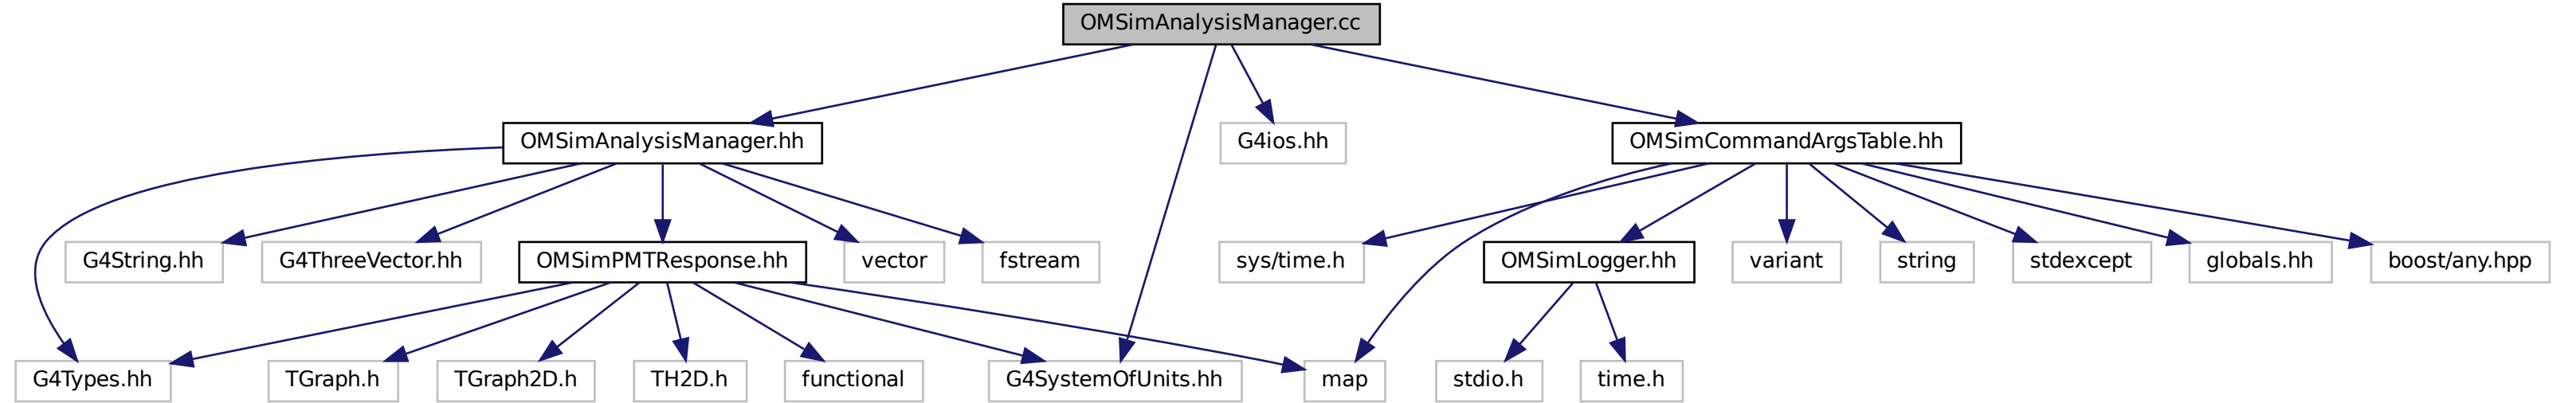 OMSimAnalysisManager.cc
OMSimAnalysisManager.hh
G4ios.hh
OMSimCommandArgsTable.hh
G4String.hh
G4ThreeVector.hh
OMSimPMTResponse.hh
vector
fstream
sys/time.h
OMSimLogger.hh
variant
string
stdexcept
globals.hh
boost/any.hpp
G4Types.hh
TGraph.h
TGraph2D.h
TH2D.h
functional
G4SystemOfUnits.hh
map
stdio.h
time.h